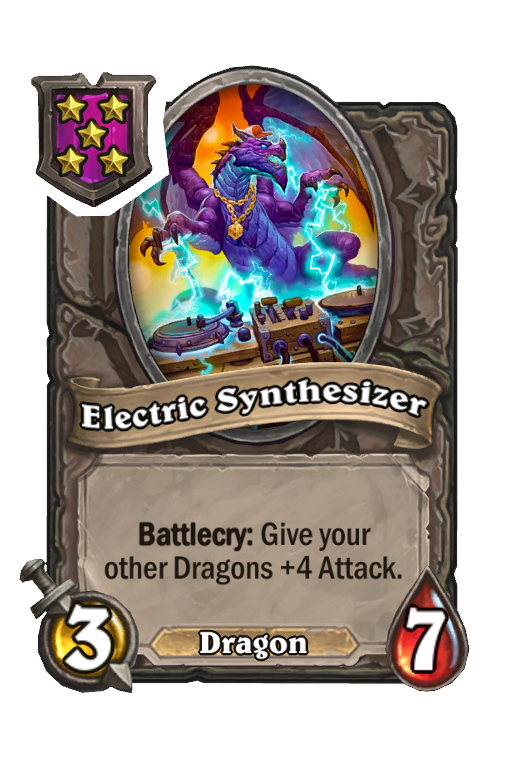 Electric Synthesizer
Battlecry: Give your
other Dragons +4 Attack.
3
Dragon
7